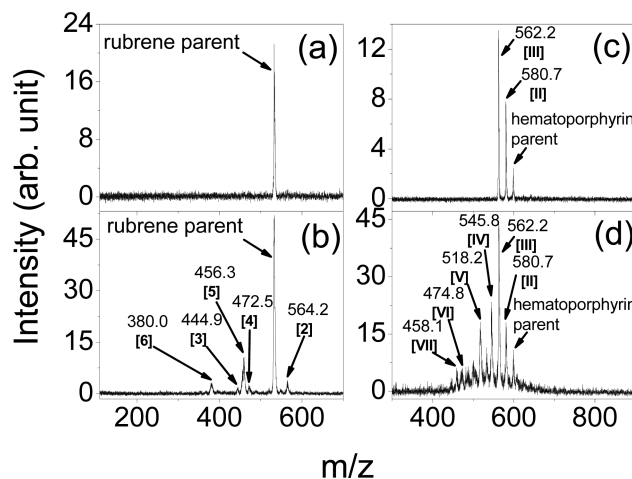 Intensity (arb. unit)
24
16
8
0
rubrene parent
(a)
12
8
4
0
562.2
[III]
580.7
[II]
hematoporphyrin
parent
(c)
45
30
15
0
rubrene parent
(b)
456.3
[5]
472.5
[4]
564.2
[2]
380.0
[6]
444.9
[3]
200
400
600
45
30
15
0
545.8
[IV]
562.2
[III]
(d)
518.2
[V]
580.7
[II]
474.8
[VI]
hematoporphyrin
parent
458.1
[VII]
400
600
800
m/z